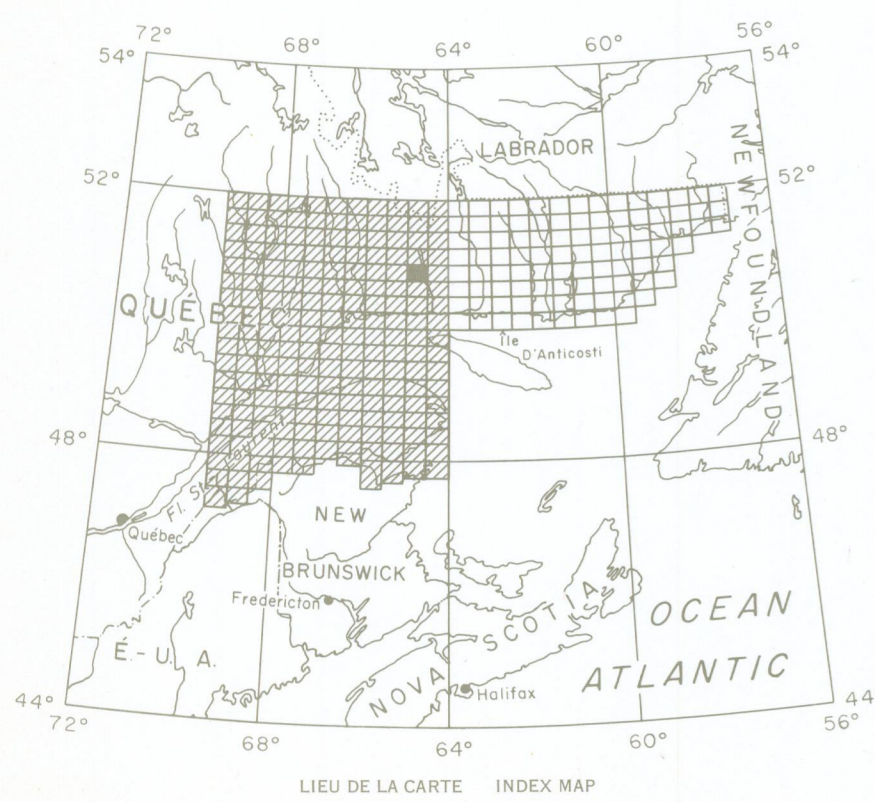 72°
68°
64°
60°
56°
54°
54°
LABRADOR
NEWFOUNDLAND
52°
52°
QUÉBEC
Île
D'Anticosti
48°
48°
Fl. St. Laurent
Québec
NEW
BRUNSWICK
Fredericton
NOVA SCOTIA
OCEAN
ATLANTIC
É.-U. A.
Halifax
44°
44
72°
68°
64°
60°
56°
LIEU DE LA CARTE INDEX MAP